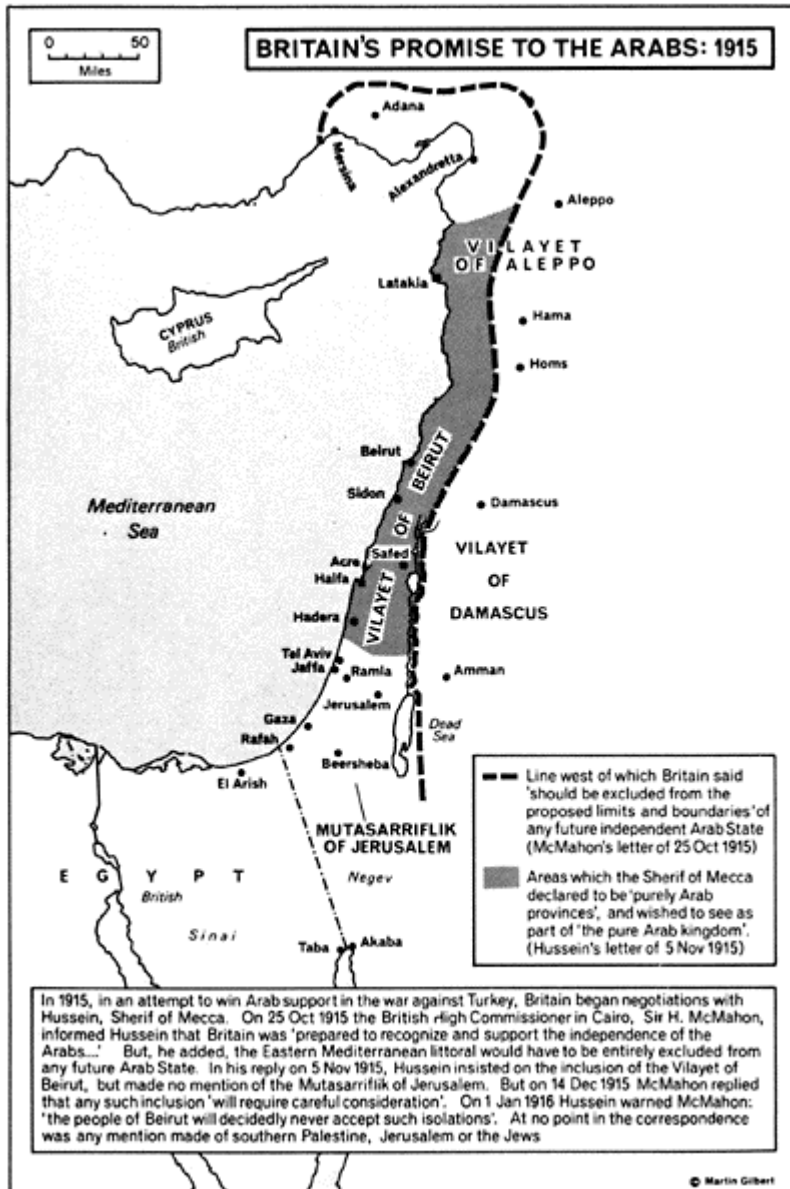 0 50
Miles
BRITAIN'S PROMISE TO THE ARABS: 1915
Adana
Mersina
Alexandretta
Aleppo
VILAYET
OF ALEPPO
Latakia
CYPRUS
British
Hama
Homs
Beirut
VILAYET OF BEIRUT
Sidon
Damascus
Mediterranean
Sea
Safed
Acre
Haifa
VILAYET
OF
DAMASCUS
Hadera
Tel Aviv
Jaffa
Ramla
Amman
Jerusalem
Gaza
Dead
Sea
Rafah
Beersheba
El Arish
MUTASARRIFLIK
OF JERUSALEM
EGYPT
British
Negev
Sinai
Taba
Akaba
Line west of which Britain said
'should be excluded from the
proposed limits and boundaries' of
any future independent Arab State
(McMahon's letter of 25 Oct 1915)
Areas which the Sherif of Mecca
declared to be 'purely Arab
provinces', and wished to see as
part of 'the pure Arab kingdom'.
(Hussein's letter of 5 Nov 1915)
In 1915, in an attempt to win Arab support in the war against Turkey, Britain began negotiations with
Hussein, Sherif of Mecca. On 25 Oct 1915 the British High Commissioner in Cairo, Sir H. McMahon,
informed Hussein that Britain was 'prepared to recognize and support the independence of the
Arabs...' But, he added, the Eastern Mediterranean littoral would have to be entirely excluded from
any future Arab State. In his reply on 5 Nov 1915, Hussein insisted on the inclusion of the Vilayet of
Beirut, but made no mention of the Mutasarriflik of Jerusalem. But on 14 Dec 1915 McMahon replied
that any such inclusion 'will require careful consideration'. On 1 Jan 1916 Hussein warned McMahon:
'the people of Beirut will decidedly never accept such isolations'. At no point in the correspondence
was any mention made of southern Palestine, Jerusalem or the Jews
© Martin Gilbert